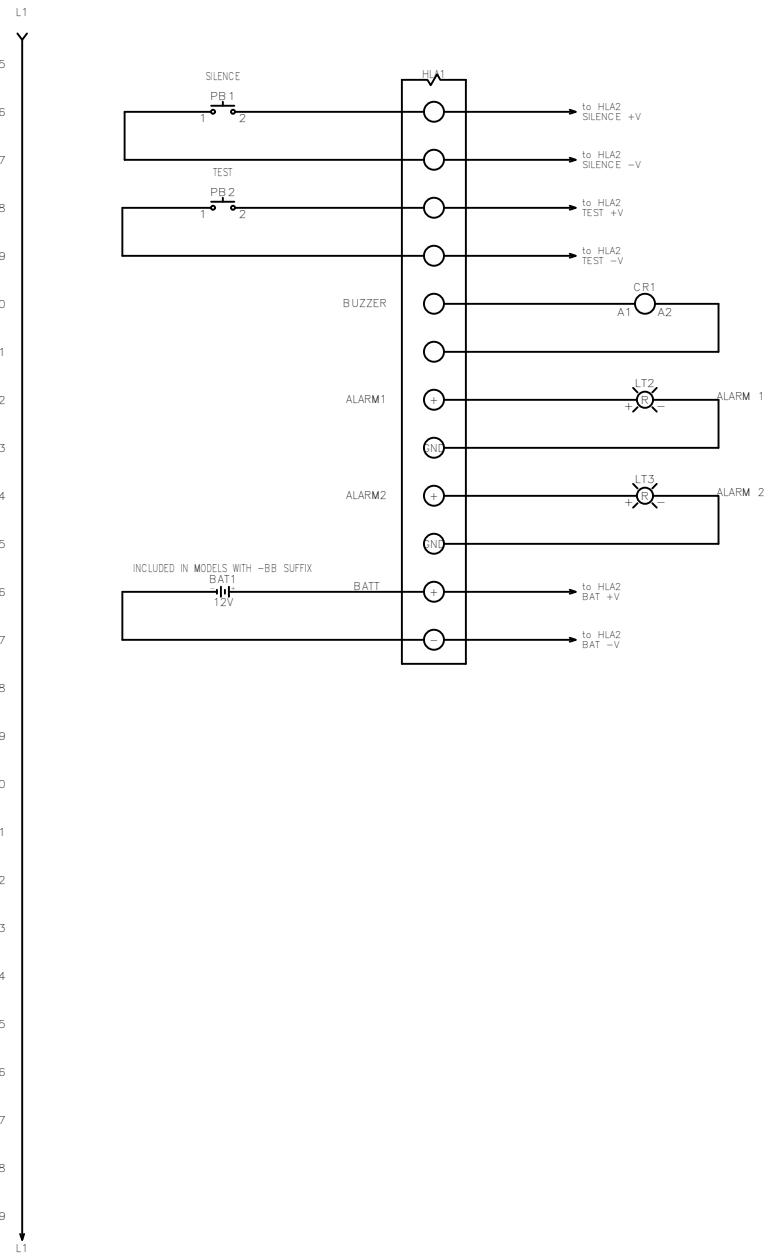 L1
5
SILENCE
HLA1
PB1
1 2
6
to HLA2
SILENCE +V
7
to HLA2
SILENCE -V
TEST
PB2
1 2
8
to HLA2
TEST +V
9
to HLA2
TEST -V
0
BUZZER
CR1
A1 A2
1
2
ALARM1
+
LT2
R
+ -
ALARM 1
3
GND
4
ALARM2
+
LT3
R
+ -
ALARM 2
5
GND
INCLUDED IN MODELS WITH -BB SUFFIX
BAT1
12V
6
BATT
+
to HLA2
BAT +V
7
-
to HLA2
BAT -V
8
9
0
1
2
3
4
5
6
7
8
9
L1